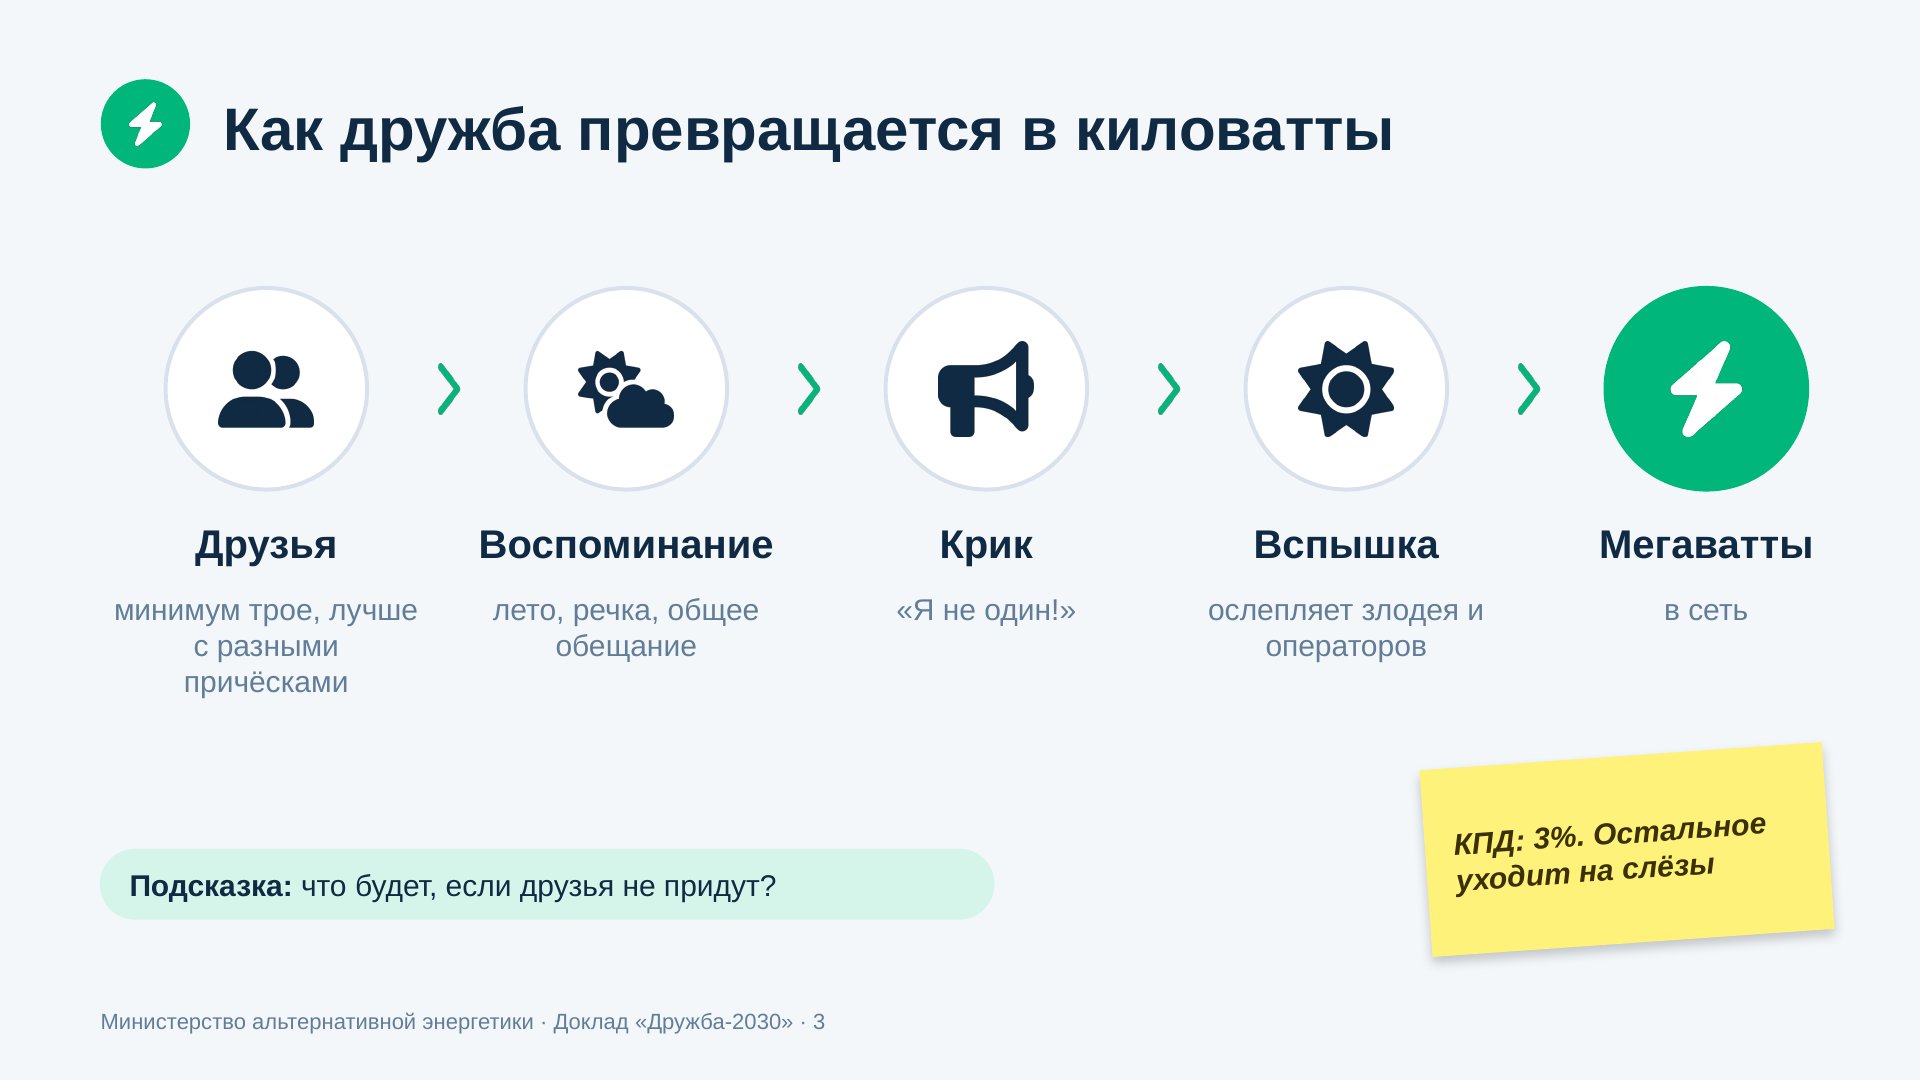 Как дружба превращается в киловатты
Друзья
минимум трое, лучше
с разными
причёсками
Воспоминание
лето, речка, общее
обещание
Крик
«Я не один!»
Вспышка
ослепляет злодея и
операторов
Мегаватты
в сеть
КПД: 3%. Остальное
уходит на слёзы
Подсказка: что будет, если друзья не придут?
Министерство альтернативной энергетики · Доклад «Дружба-2030» · 3